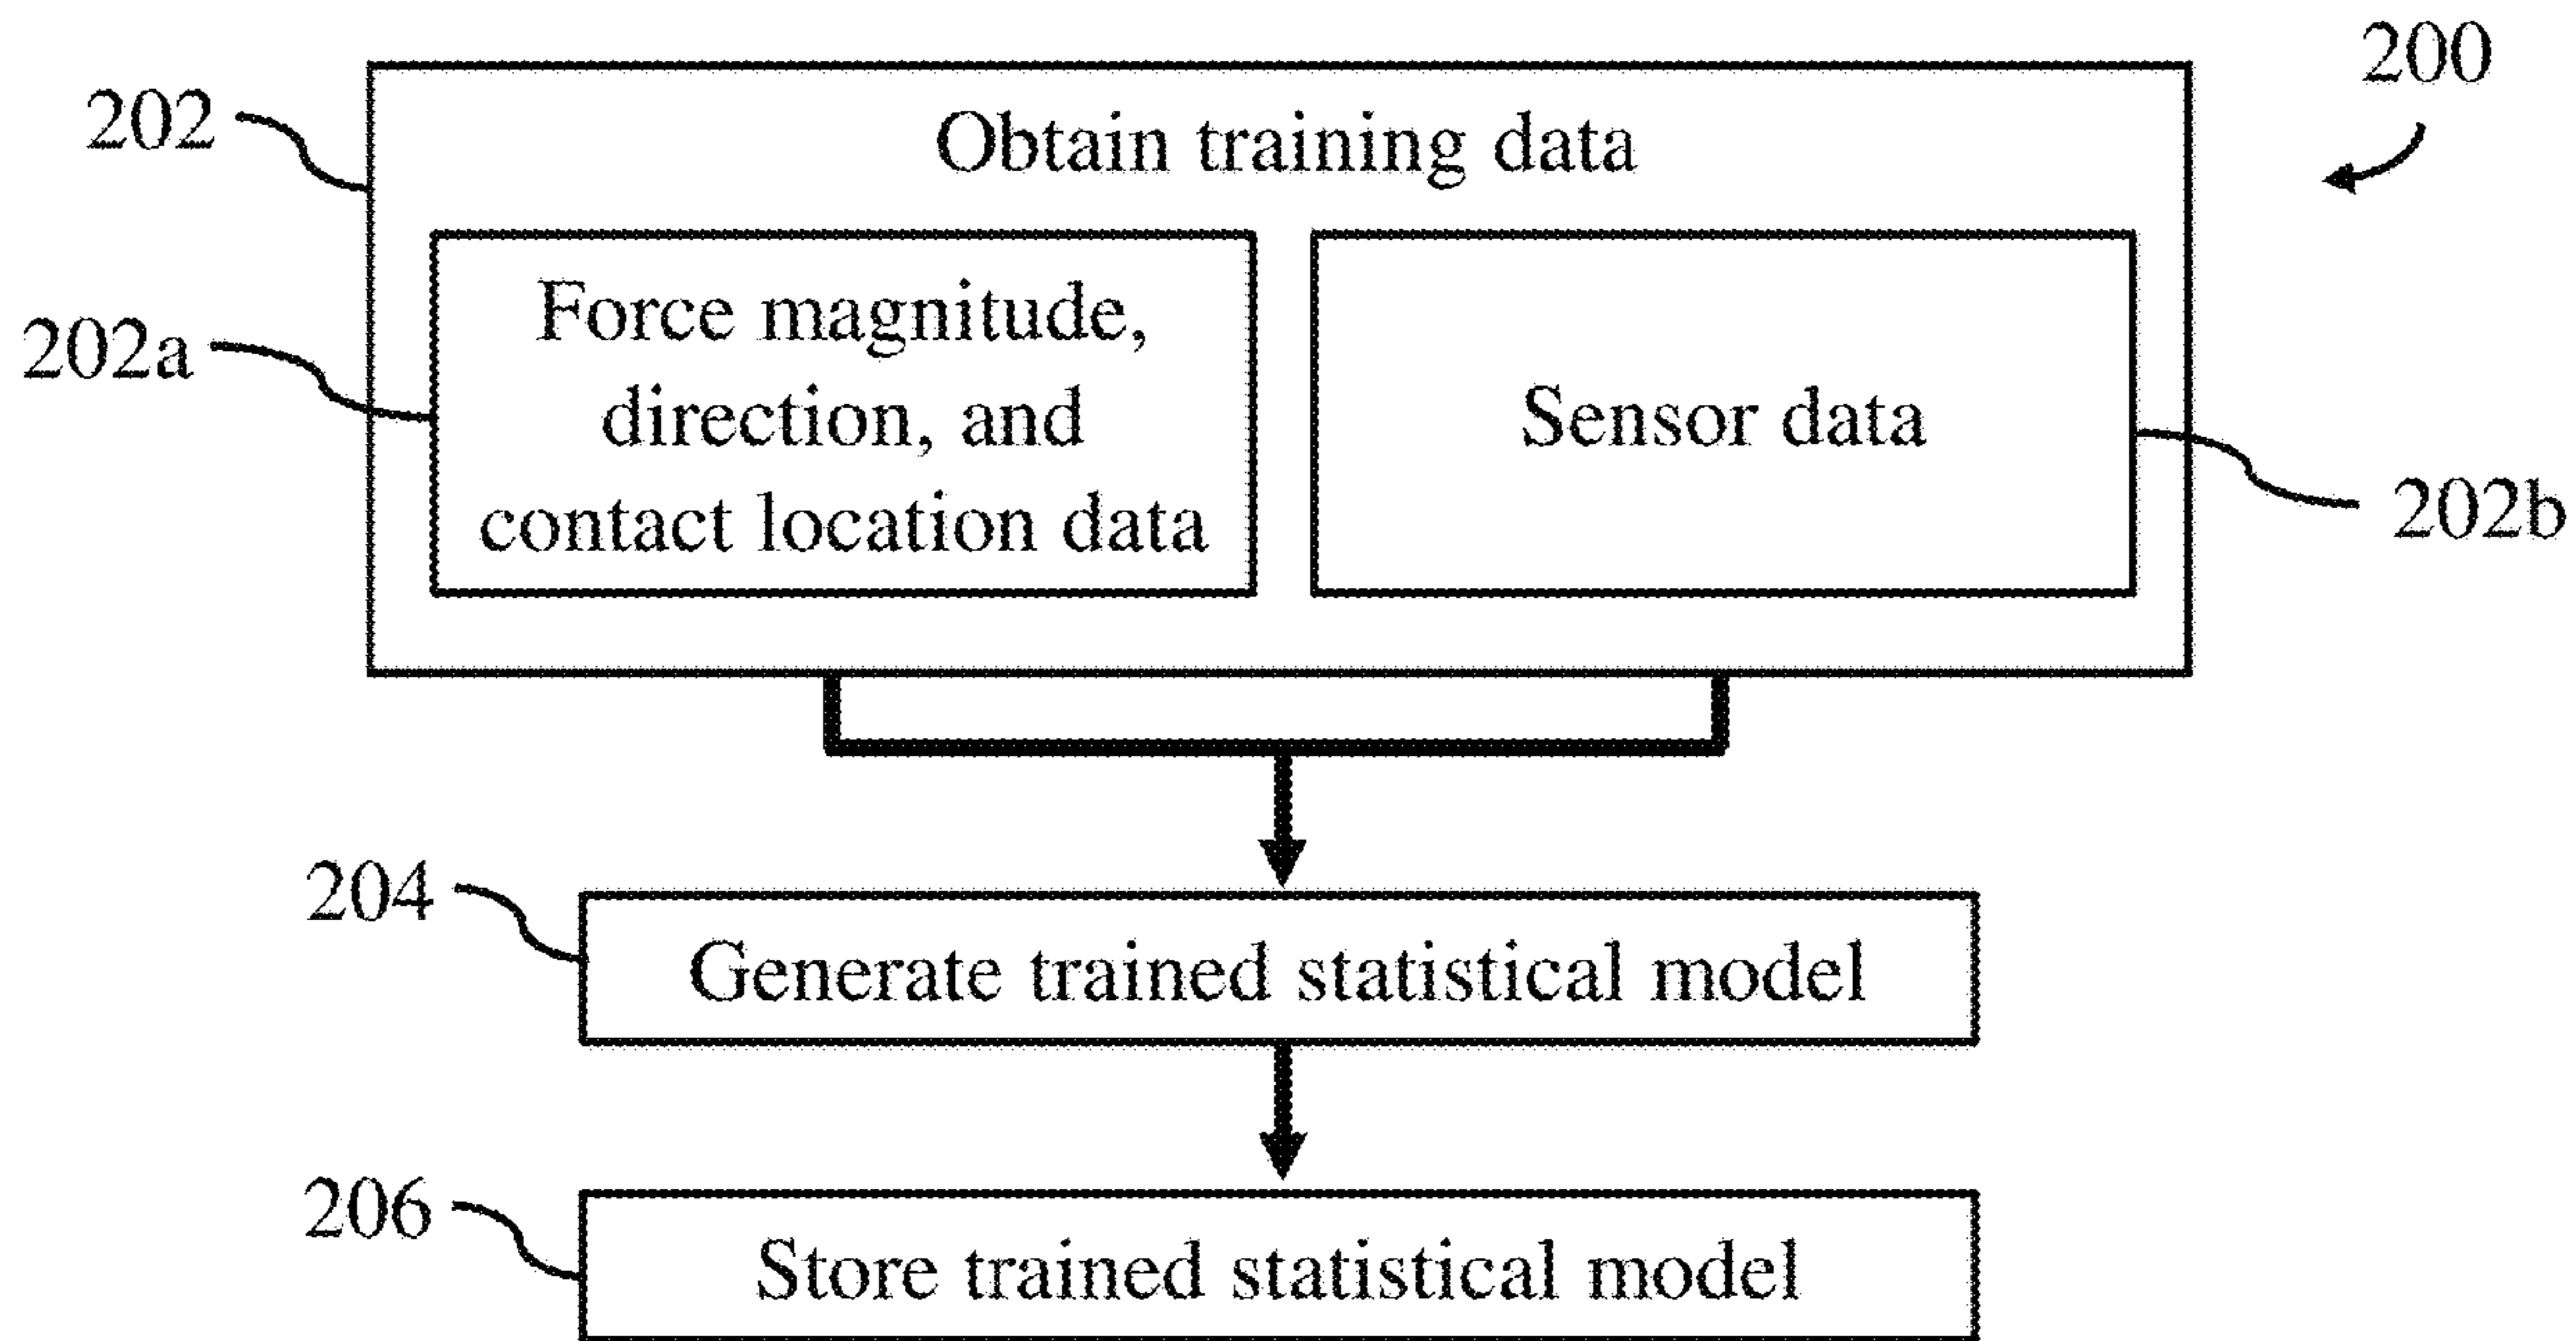 200
202
Obtain training data
202a
Force magnitude,
direction, and
contact location data
Sensor data
202b
204
Generate trained statistical model
206
Store trained statistical model